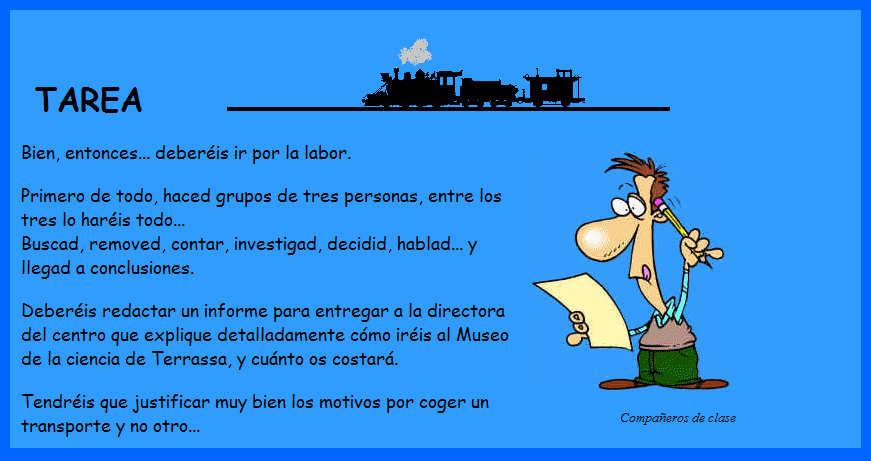 TAREA
Bien, entonces... deberéis ir por la labor.
Primero de todo, haced grupos de tres personas, entre los
tres lo haréis todo...
Buscad, removed, contar, investigad, decidid, hablad... y
llegad a conclusiones.
Deberéis redactar un informe para entregar a la directora
del centro que explique detalladamente cómo iréis al Museo
de la ciencia de Terrassa, y cuánto os costará.
Tendréis que justificar muy bien los motivos por coger un
transporte y no otro...
Compañeros de clase